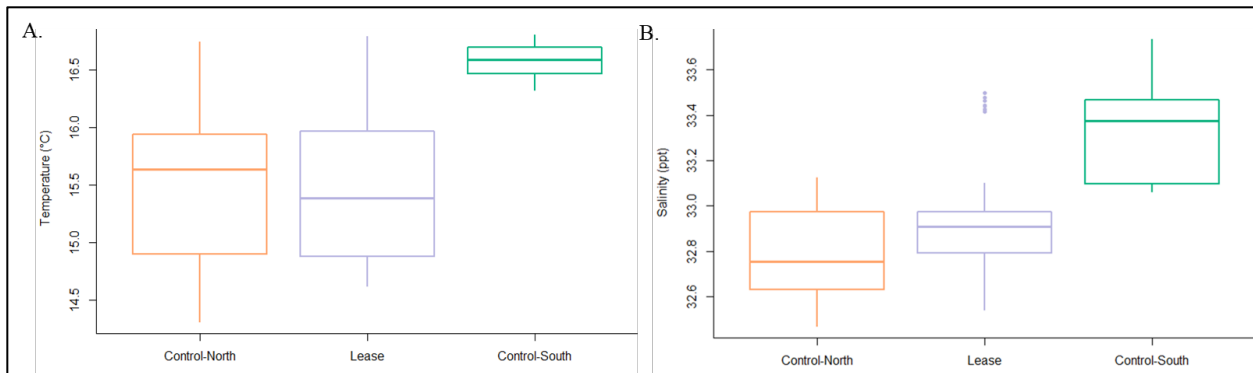 A.
Temperature (°C)
16.5
16.0
15.5
15.0
14.5
Control-North Lease Control-South
B.
Salinity (ppt)
33.6
33.4
33.2
33.0
32.8
32.6
Control-North Lease Control-South